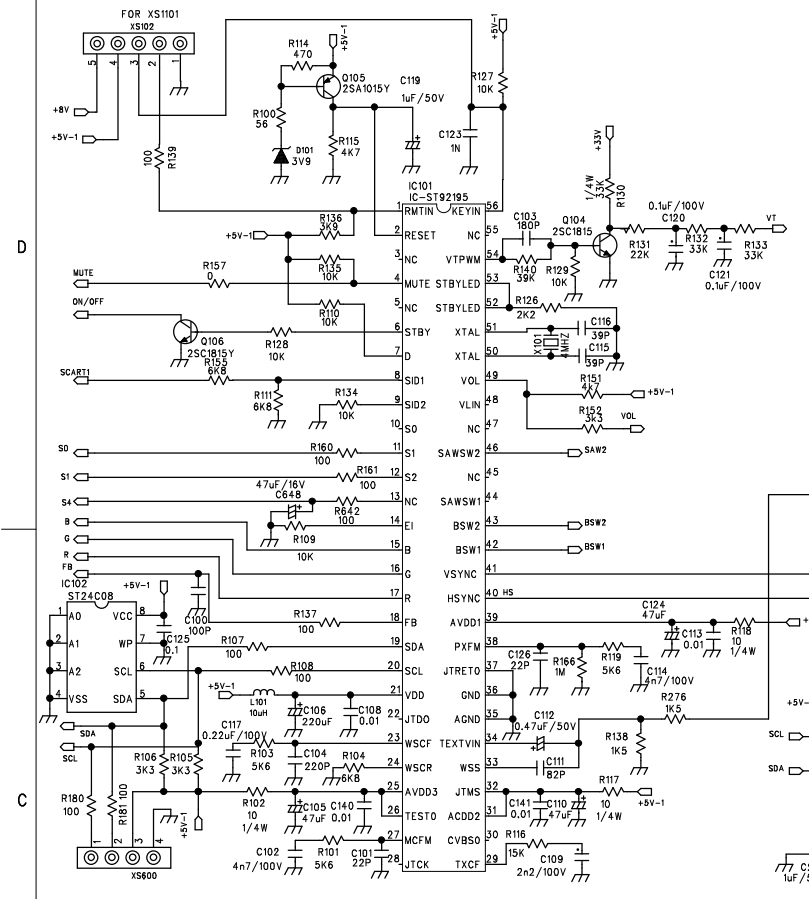 FOR XS1101
XS102
5 4 3 2 1
+8V
+5V-1
100
R139
R114
470
+5V-1
Q105
2SA1015Y
R100
56
D101
3V9
R115
4K7
C119
1uF/50V
+5V-1
R127
10K
C123
1N
+33V
1/4W
33K
R130
IC101
IC-ST92195
1 RMTIN KEYIN 56
2 RESET NC 55
3 NC VTPWM 54
4 MUTE STBYLED 53
5 NC STBYLED 52
6 STBY XTAL 51
7 D XTAL 50
8 SID1 VOL 49
9 SID2 VLIN 48
10 S0 NC 47
11 S1 SAWSW2 46
12 S2 NC 45
13 NC SAWSW1 44
14 EI BSW2 43
15 B BSW1 42
16 G VSYNC 41
17 R HSYNC 40 HS
18 FB AVDD1 39
19 SDA PXFM 38
20 SCL JTRETO 37
21 VDD GND 36
22 JTDO AGND 35
23 WSCF TEXTVIN 34
24 WSCR WSS 33
25 AVDD3 JTMS 32
26 TEST0 ACDD2 31
27 MCFM CVBSO 30
28 JTCK TXCF 29
R136
3K9
+5V-1
R135
10K
R110
10K
C103
180P
Q104
2SC1815
R140
39K
R129
10K
R131
22K
0.1uF/100V
C120
R132
33K
C121
0.1uF/100V
R133
33K
VT
D
MUTE
R157
0
ON/OFF
Q106
2SC1815Y
R128
10K
R126
2K2
X101
4MHZ
C116
39P
C115
39P
SCART1
R155
6K8
R111
6K8
R134
10K
R151
4k7
+5V-1
R152
3k3
VOL
S0
R160
100
SAW2
S1
R161
100
S4
47uF/16V
C648
R642
100
B
R109
10K
BSW2
G
BSW1
R
FB
IC102
ST24C08
1 A0 VCC 8
2 A1 WP 7
3 A2 SCL 6
4 VSS SDA 5
+5V-1
C125
0.1
C100
100P
R137
100
R107
100
R108
100
C124
47uF
C113
0.01
R118
10
1/4W
+
C126
22P
R166
1M
R119
5K6
C114
4n7/100V
+5V-1
L101
10uH
C106
220uF
C108
0.01
R276
1K5
+5V-
SDA
SCL
C117
0.22uF/100V
R103
5K6
C104
220P
R104
6K8
C112
0.47uF/50V
C111
82P
R138
1K5
SCL
SDA
R106
3K3
R105
3K3
R180
100
R181 100
+5V-1
R102
10
1/4W
C105
47uF
C140
0.01
C141
0.01
C110
47uF
R117
10
1/4W
+5V-1
C
1 2 3 4
XS600
C102
4n7/100V
R101
5K6
C101
22P
R116
15K
C109
2n2/100V
1uF/5